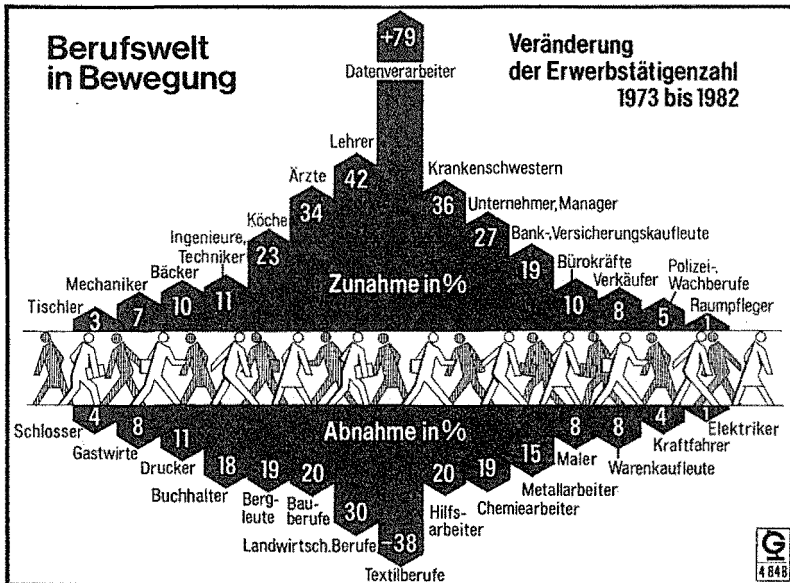 Berufswelt
in Bewegung
Veränderung
der Erwerbstätigenzahl
1973 bis 1982
+79
Datenverarbeiter
Lehrer
42
Ärzte
34
Köche
23
Ingenieure,
Techniker
11
Bäcker
10
Mechaniker
7
Tischler
3
Krankenschwestern
36
Unternehmer, Manager
27
Bank-, Versicherungskaufleute
19
Bürokräfte
10
Verkäufer
8
Polizei-,
Wachberufe
5
Raumpfleger
1
Zunahme in %
Abnahme in %
4
Schlosser
8
Gastwirte
11
Drucker
18
Buchhalter
19
Berg-
leute
20
Bau-
berufe
30
Landwirtsch. Berufe
-38
Textilberufe
20
Hilfs-
arbeiter
19
Chemiearbeiter
15
Metallarbeiter
8
Maler
8
Warenkaufleute
4
Kraftfahrer
1
Elektriker
G
4848